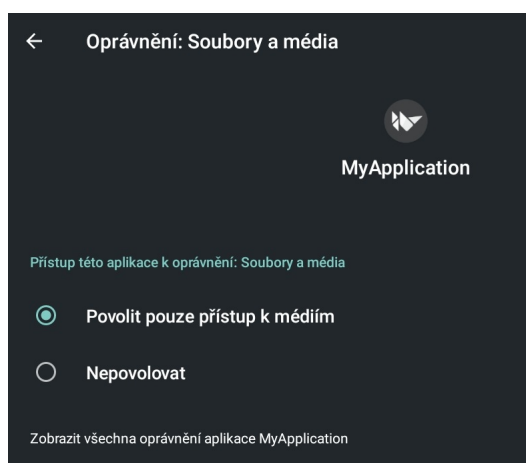 Oprávnění: Soubory a média
MyApplication
Přístup této aplikace k oprávnění: Soubory a média
Povolit pouze přístup k médiím
Nepovolovat
Zobrazit všechna oprávnění aplikace MyApplication